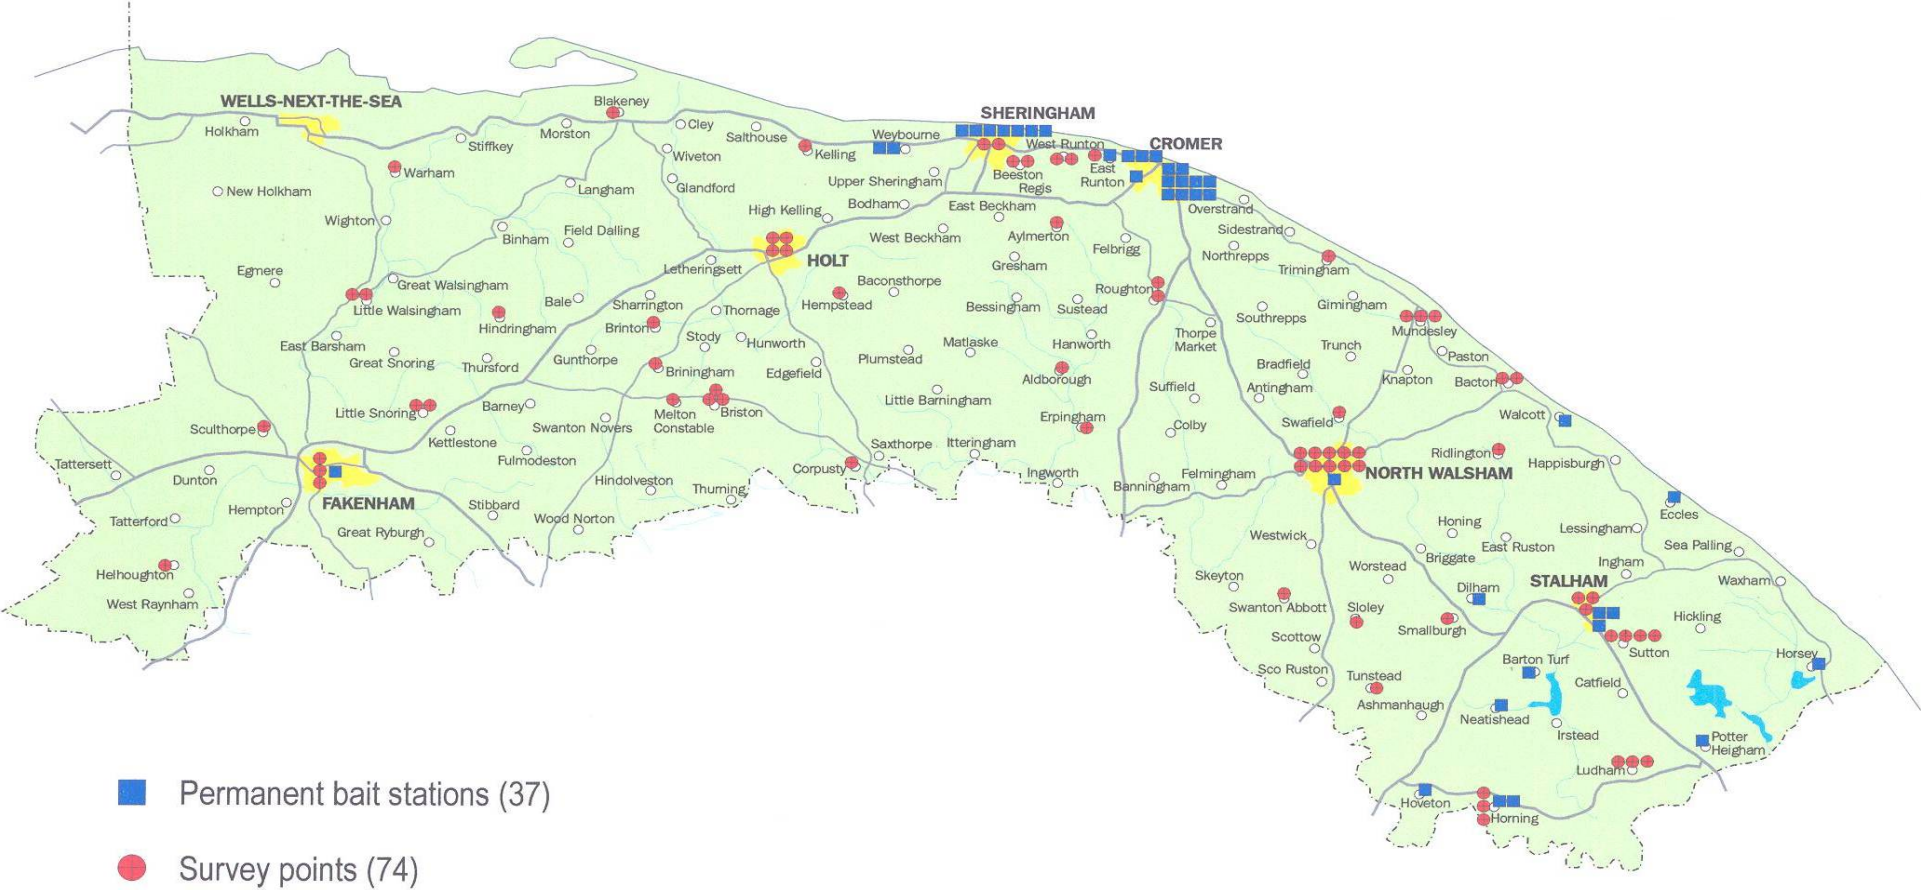 WELLS-NEXT-THE-SEA
Blakeney
SHERINGHAM
Holkham
Morston
Cley
Salthouse
Weybourne
West Runton
CROMER
Stiffkey
Wiveton
Kelling
Warham
Langham
Glandford
Upper Sheringham
Beeston
Regis
East
Runton
New Holkham
Wighton
High Kelling
Bodham
East Beckham
Overstrand
Binham
Field Dalling
West Beckham
Aylmerton
Felbrigg
Sidestrand
Northrepps
Egmere
Letheringsett
HOLT
Gresham
Trimingham
Great Walsingham
Baconsthorpe
Roughton
Little Walsingham
Bale
Sharrington
Hempstead
Bessingham
Sustead
Gimingham
Hindringham
Brinton
Thornage
Southrepps
Mundesley
East Barsham
Stody
Hunworth
Matlaske
Hanworth
Thorpe
Market
Trunch
Great Snoring
Thursford
Gunthorpe
Briningham
Edgefield
Plumstead
Aldborough
Bradfield
Paston
Knapton
Bacton
Little Snoring
Barney
Melton
Constable
Briston
Little Barningham
Suffield
Antingham
Sculthorpe
Kettlestone
Swanton Novers
Erpingham
Colby
Swafield
Walcott
Tattersett
Dunton
Fulmodeston
Corpusty
Saxthorpe
Itteringham
Ridlington
Happisburgh
FAKENHAM
Hindolveston
Thurning
Ingworth
Banningham
Felmingham
NORTH WALSHAM
Hempton
Stibbard
Tatterford
Great Ryburgh
Wood Norton
Eccles
Honing
Lessingham
Westwick
East Ruston
Sea Palling
Briggate
Helhoughton
Worstead
Ingham
Skeyton
STALHAM
Waxham
West Raynham
Dilham
Swanton Abbott
Sloley
Hickling
Smallburgh
Scottow
Sutton
Horsey
Sco Ruston
Barton Turf
Tunstead
Catfield
Ashmanhaugh
Neatishead
Irstead
Potter
Heigham
Ludham
Hoveton
Horning
Permanent bait stations (37)
Survey points (74)